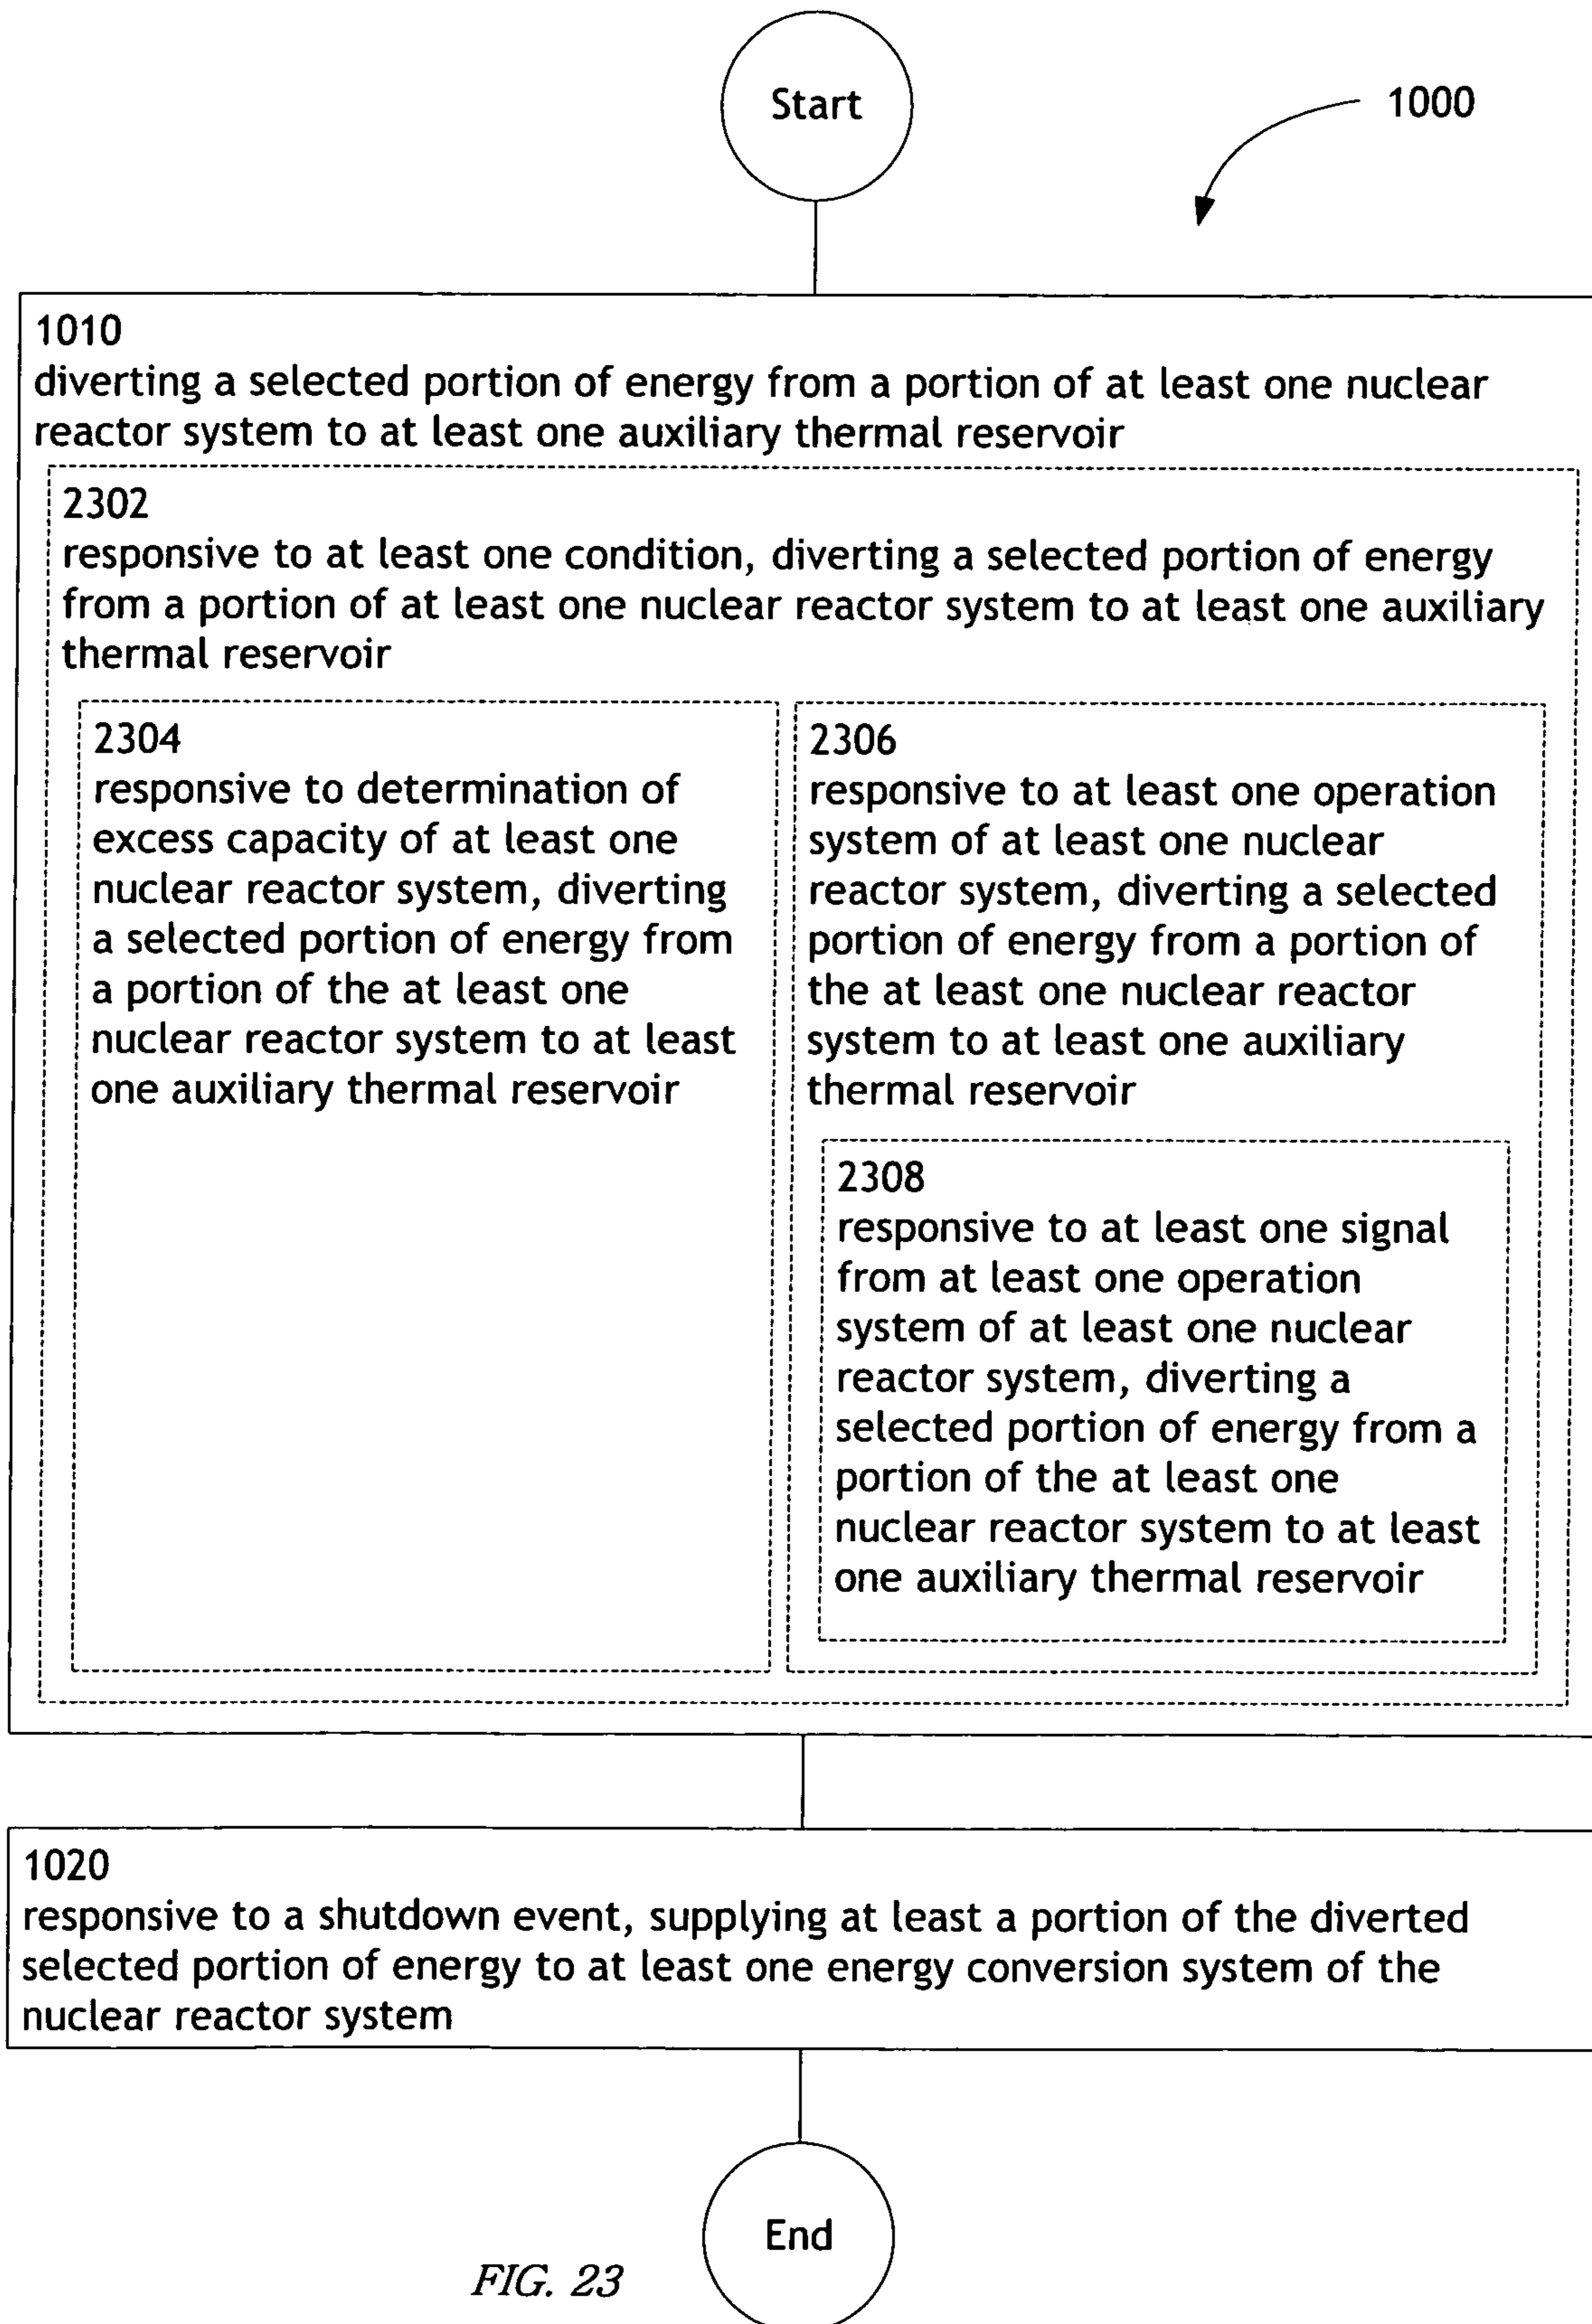 Start
1000
1010
diverting a selected portion of energy from a portion of at least one nuclear
reactor system to at least one auxiliary thermal reservoir
2302
responsive to at least one condition, diverting a selected portion of energy
from a portion of at least one nuclear reactor system to at least one auxiliary
thermal reservoir
2304
responsive to determination of
excess capacity of at least one
nuclear reactor system, diverting
a selected portion of energy from
a portion of the at least one
nuclear reactor system to at least
one auxiliary thermal reservoir
2306
responsive to at least one operation
system of at least one nuclear
reactor system, diverting a selected
portion of energy from a portion of
the at least one nuclear reactor
system to at least one auxiliary
thermal reservoir
2308
responsive to at least one signal
from at least one operation
system of at least one nuclear
reactor system, diverting a
selected portion of energy from a
portion of the at least one
nuclear reactor system to at least
one auxiliary thermal reservoir
1020
responsive to a shutdown event, supplying at least a portion of the diverted
selected portion of energy to at least one energy conversion system of the
nuclear reactor system
End
FIG. 23